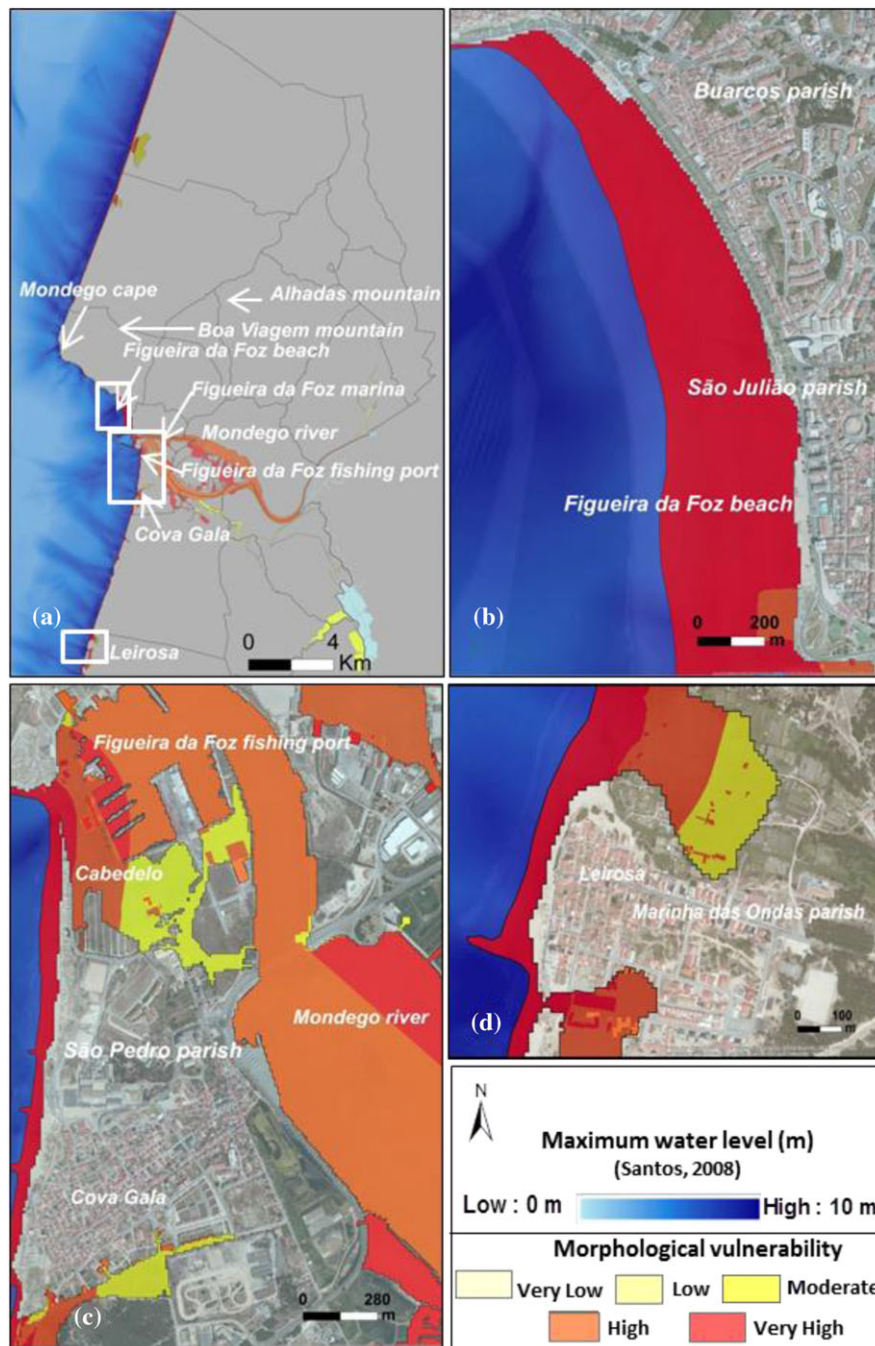 Mondego cape
Alhadas mountain
Boa Viagem mountain
Figueira da Foz beach
Figueira da Foz marina
Mondego river
Figueira da Foz fishing port
Cova Gala
(a)
0 4
Km
Leirosa
Buarcos parish
São Julião parish
Figueira da Foz beach
(b)
0 200
m
Figueira da Foz fishing port
Cabedelo
Mondego river
São Pedro parish
Cova Gala
(c)
0 280
m
Leirosa
Marinha das Ondas parish
(d)
0 100
m
N
Maximum water level (m)
(Santos, 2008)
Low : 0 m High : 10 m
Morphological vulnerability
Very Low Low Moderate
High Very High